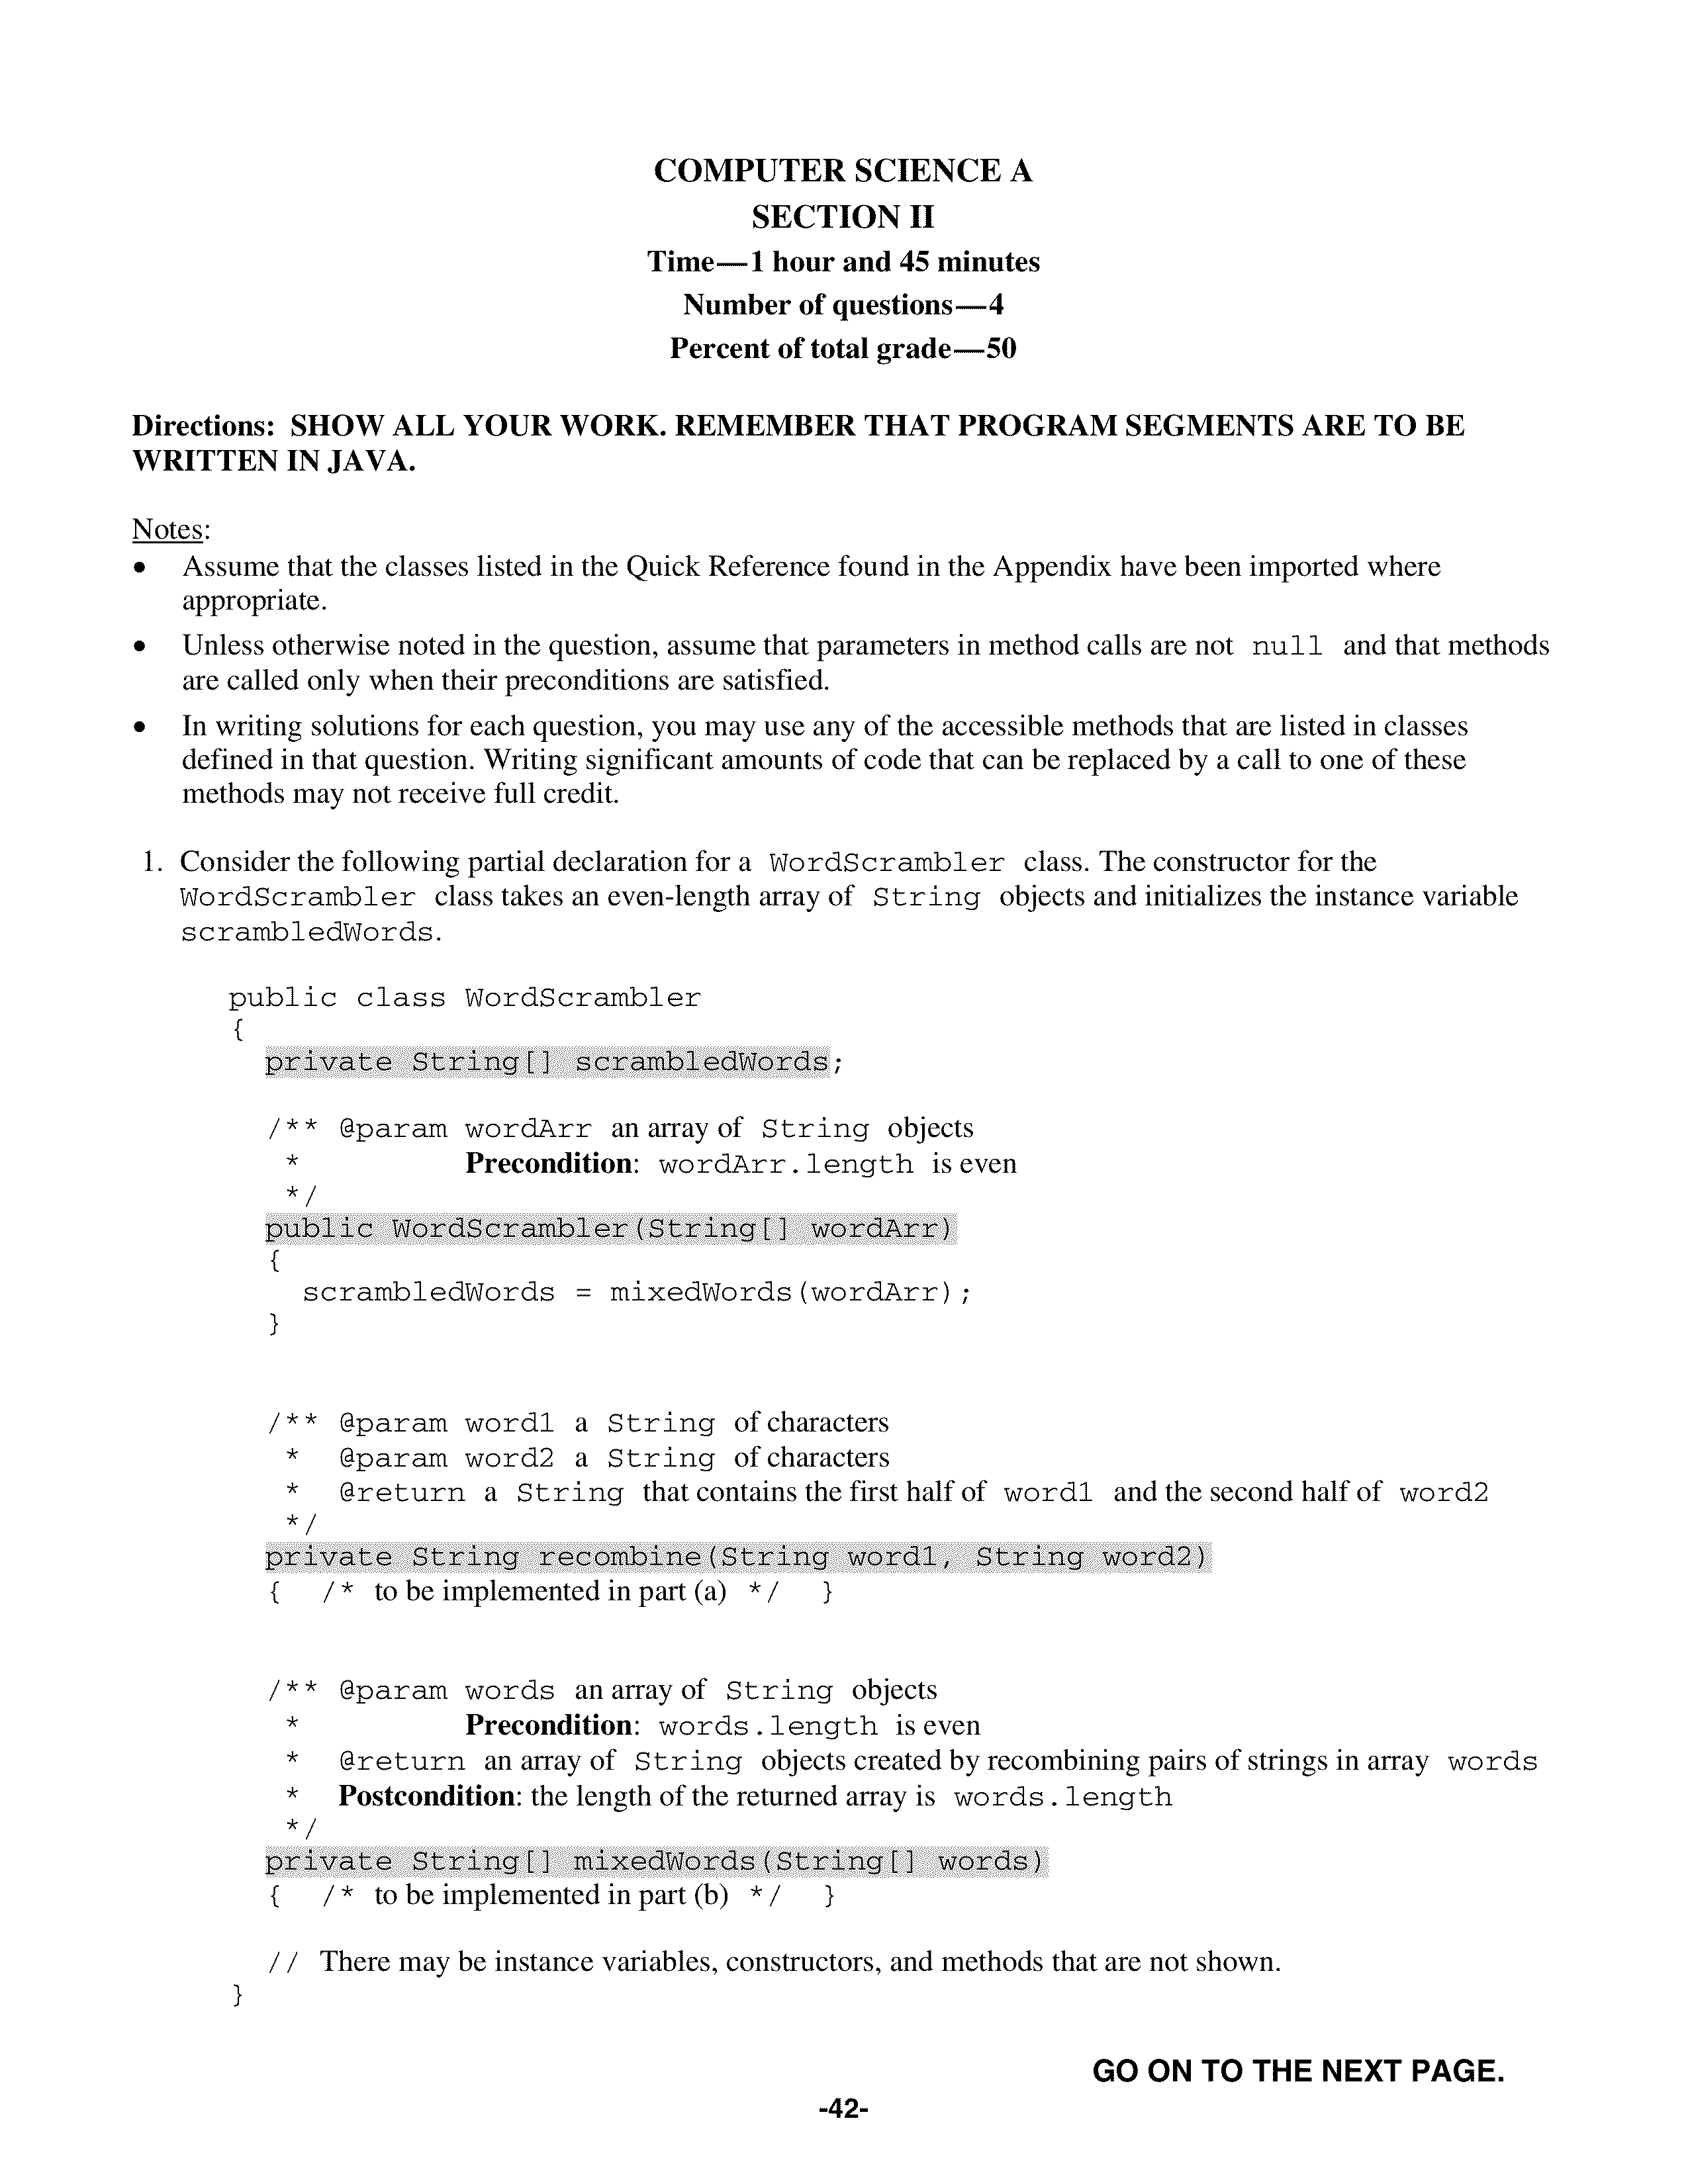 COMPUTER SCIENCE A
SECTION II
Time—1 hour and 45 minutes
Number of questions—4
Percent of total grade—50
Directions: SHOW ALL YOUR WORK. REMEMBER THAT PROGRAM SEGMENTS ARE TO BE
WRITTEN IN JAVA.
Notes:
• Assume that the classes listed in the Quick Reference found in the Appendix have been imported where
appropriate.
• Unless otherwise noted in the question, assume that parameters in method calls are not null and that methods
are called only when their preconditions are satisfied.
• In writing solutions for each question, you may use any of the accessible methods that are listed in classes
defined in that question. Writing significant amounts of code that can be replaced by a call to one of these
methods may not receive full credit.
1. Consider the following partial declaration for a WordScrambler class. The constructor for the
WordScrambler class takes an even-length array of String objects and initializes the instance variable
scrambledWords.
public class WordScrambler
{
private String[] scrambledWords;
/** @param wordArr an array of String objects
* Precondition: wordArr.length is even
*/
public WordScrambler(String[] wordArr)
{
scrambledWords = mixedWords(wordArr);
}
/** @param word1 a String of characters
* @param word2 a String of characters
* @return a String that contains the first half of word1 and the second half of word2
*/
private String recombine(String word1, String word2)
{ /* to be implemented in part (a) */ }
/** @param words an array of String objects
* Precondition: words.length is even
* @return an array of String objects created by recombining pairs of strings in array words
* Postcondition: the length of the returned array is words.length
*/
private String[] mixedWords(String[] words)
{ /* to be implemented in part (b) */ }
// There may be instance variables, constructors, and methods that are not shown.
}
GO ON TO THE NEXT PAGE.
-42-